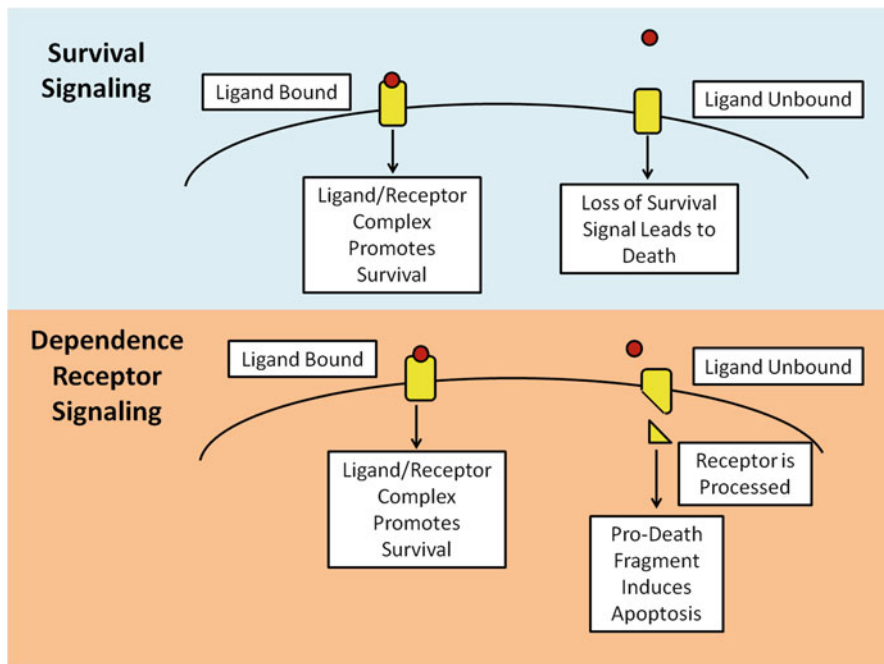 Survival
Signaling
Ligand Bound
Ligand Unbound
Ligand/Receptor
Complex
Promotes
Survival
Loss of Survival
Signal Leads to
Death
Dependence
Receptor
Signaling
Ligand Bound
Ligand Unbound
Ligand/Receptor
Complex
Promotes
Survival
Receptor is
Processed
Pro-Death
Fragment
Induces
Apoptosis